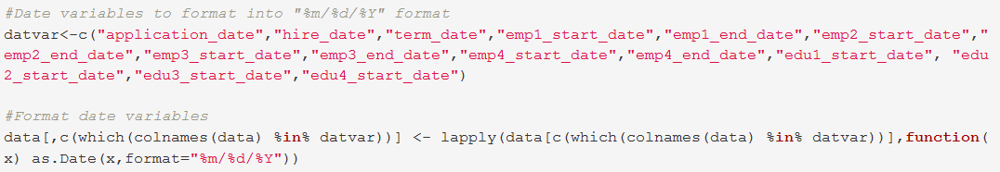 #Date variables to format into "%m/%d/%Y" format
datvar<-c("application_date","hire_date","term_date","emp1_start_date","emp1_end_date","emp2_start_date","
emp2_end_date","emp3_start_date","emp3_end_date","emp4_start_date","emp4_end_date","edu1_start_date", "edu
2_start_date","edu3_start_date","edu4_start_date")
#Format date variables
data[,c(which(colnames(data) %in% datvar))] <- lapply(data[c(which(colnames(data) %in% datvar))],function(
x) as.Date(x,format="%m/%d/%Y"))